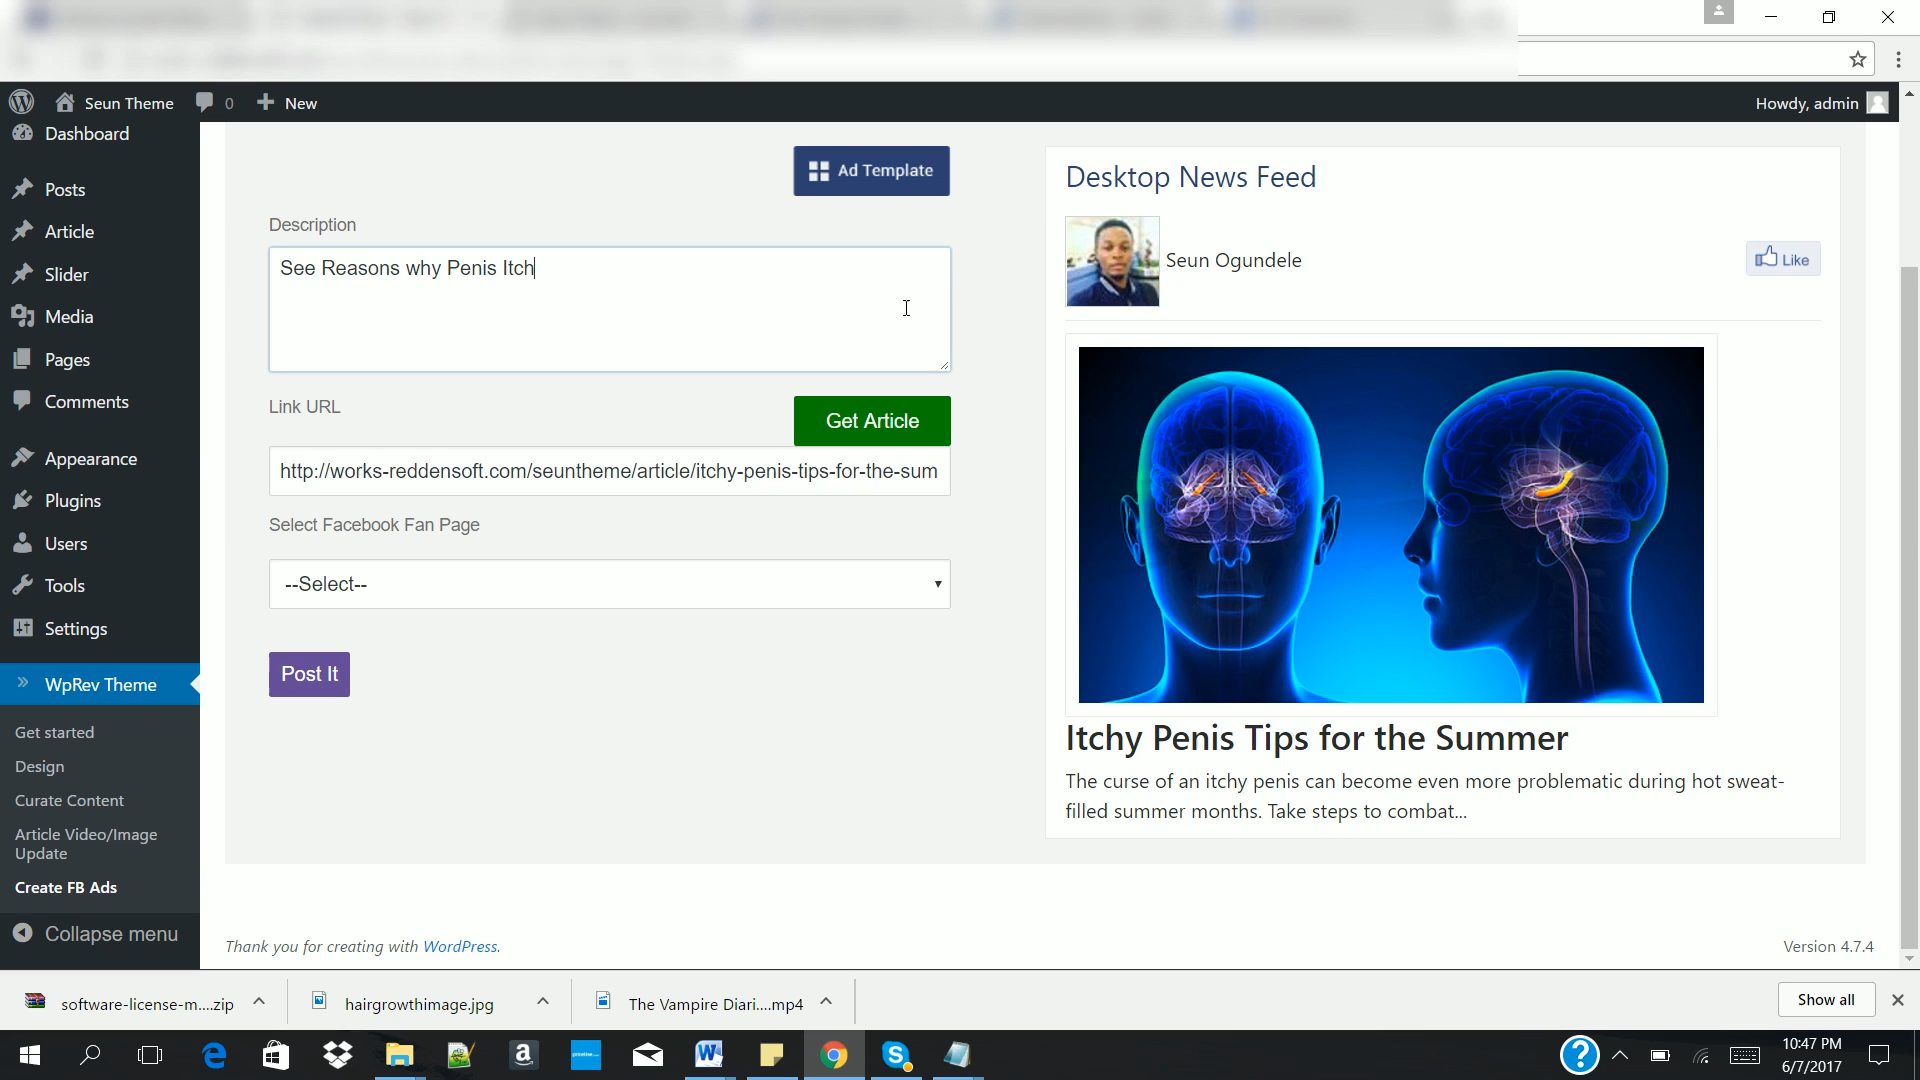 Seun Theme
0
New
Howdy, admin
Dashboard
Posts
Article
Slider
Media
Pages
Comments
Appearance
Plugins
Users
Tools
Settings
WpRev Theme
Get started
Design
Curate Content
Article Video/Image
Update
Create FB Ads
Collapse menu
Ad Template
Description
See Reasons why Penis Itch
Link URL
Get Article
http://works-reddensoft.com/seuntheme/article/itchy-penis-tips-for-the-sum
Select Facebook Fan Page
--Select--
Post It
Desktop News Feed
Seun Ogundele
Like
Itchy Penis Tips for the Summer
The curse of an itchy penis can become even more problematic during hot sweat-
filled summer months. Take steps to combat...
Thank you for creating with WordPress.
Version 4.7.4
software-license-m....zip
hairgrowthimage.jpg
The Vampire Diari....mp4
Show all
priceline.com
10:47 PM
6/7/2017